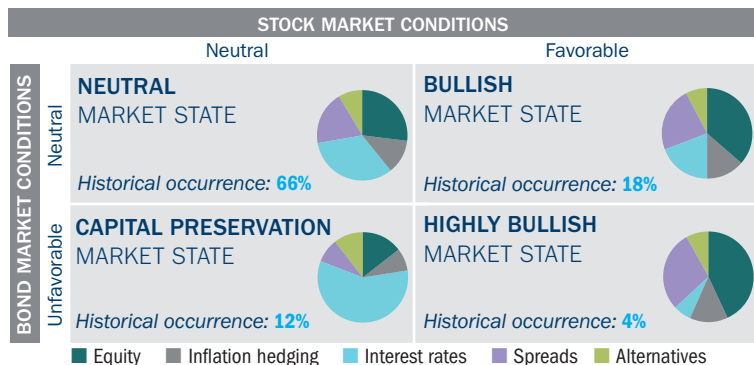 STOCK MARKET CONDITIONS
Neutral
Favorable
BOND MARKET CONDITIONS
Neutral
NEUTRAL
MARKET STATE
Historical occurrence: 66%
BULLISH
MARKET STATE
Historical occurrence: 18%
Unfavorable
CAPITAL PRESERVATION
MARKET STATE
Historical occurrence: 12%
HIGHLY BULLISH
MARKET STATE
Historical occurrence: 4%
Equity
Inflation hedging
Interest rates
Spreads
Alternatives